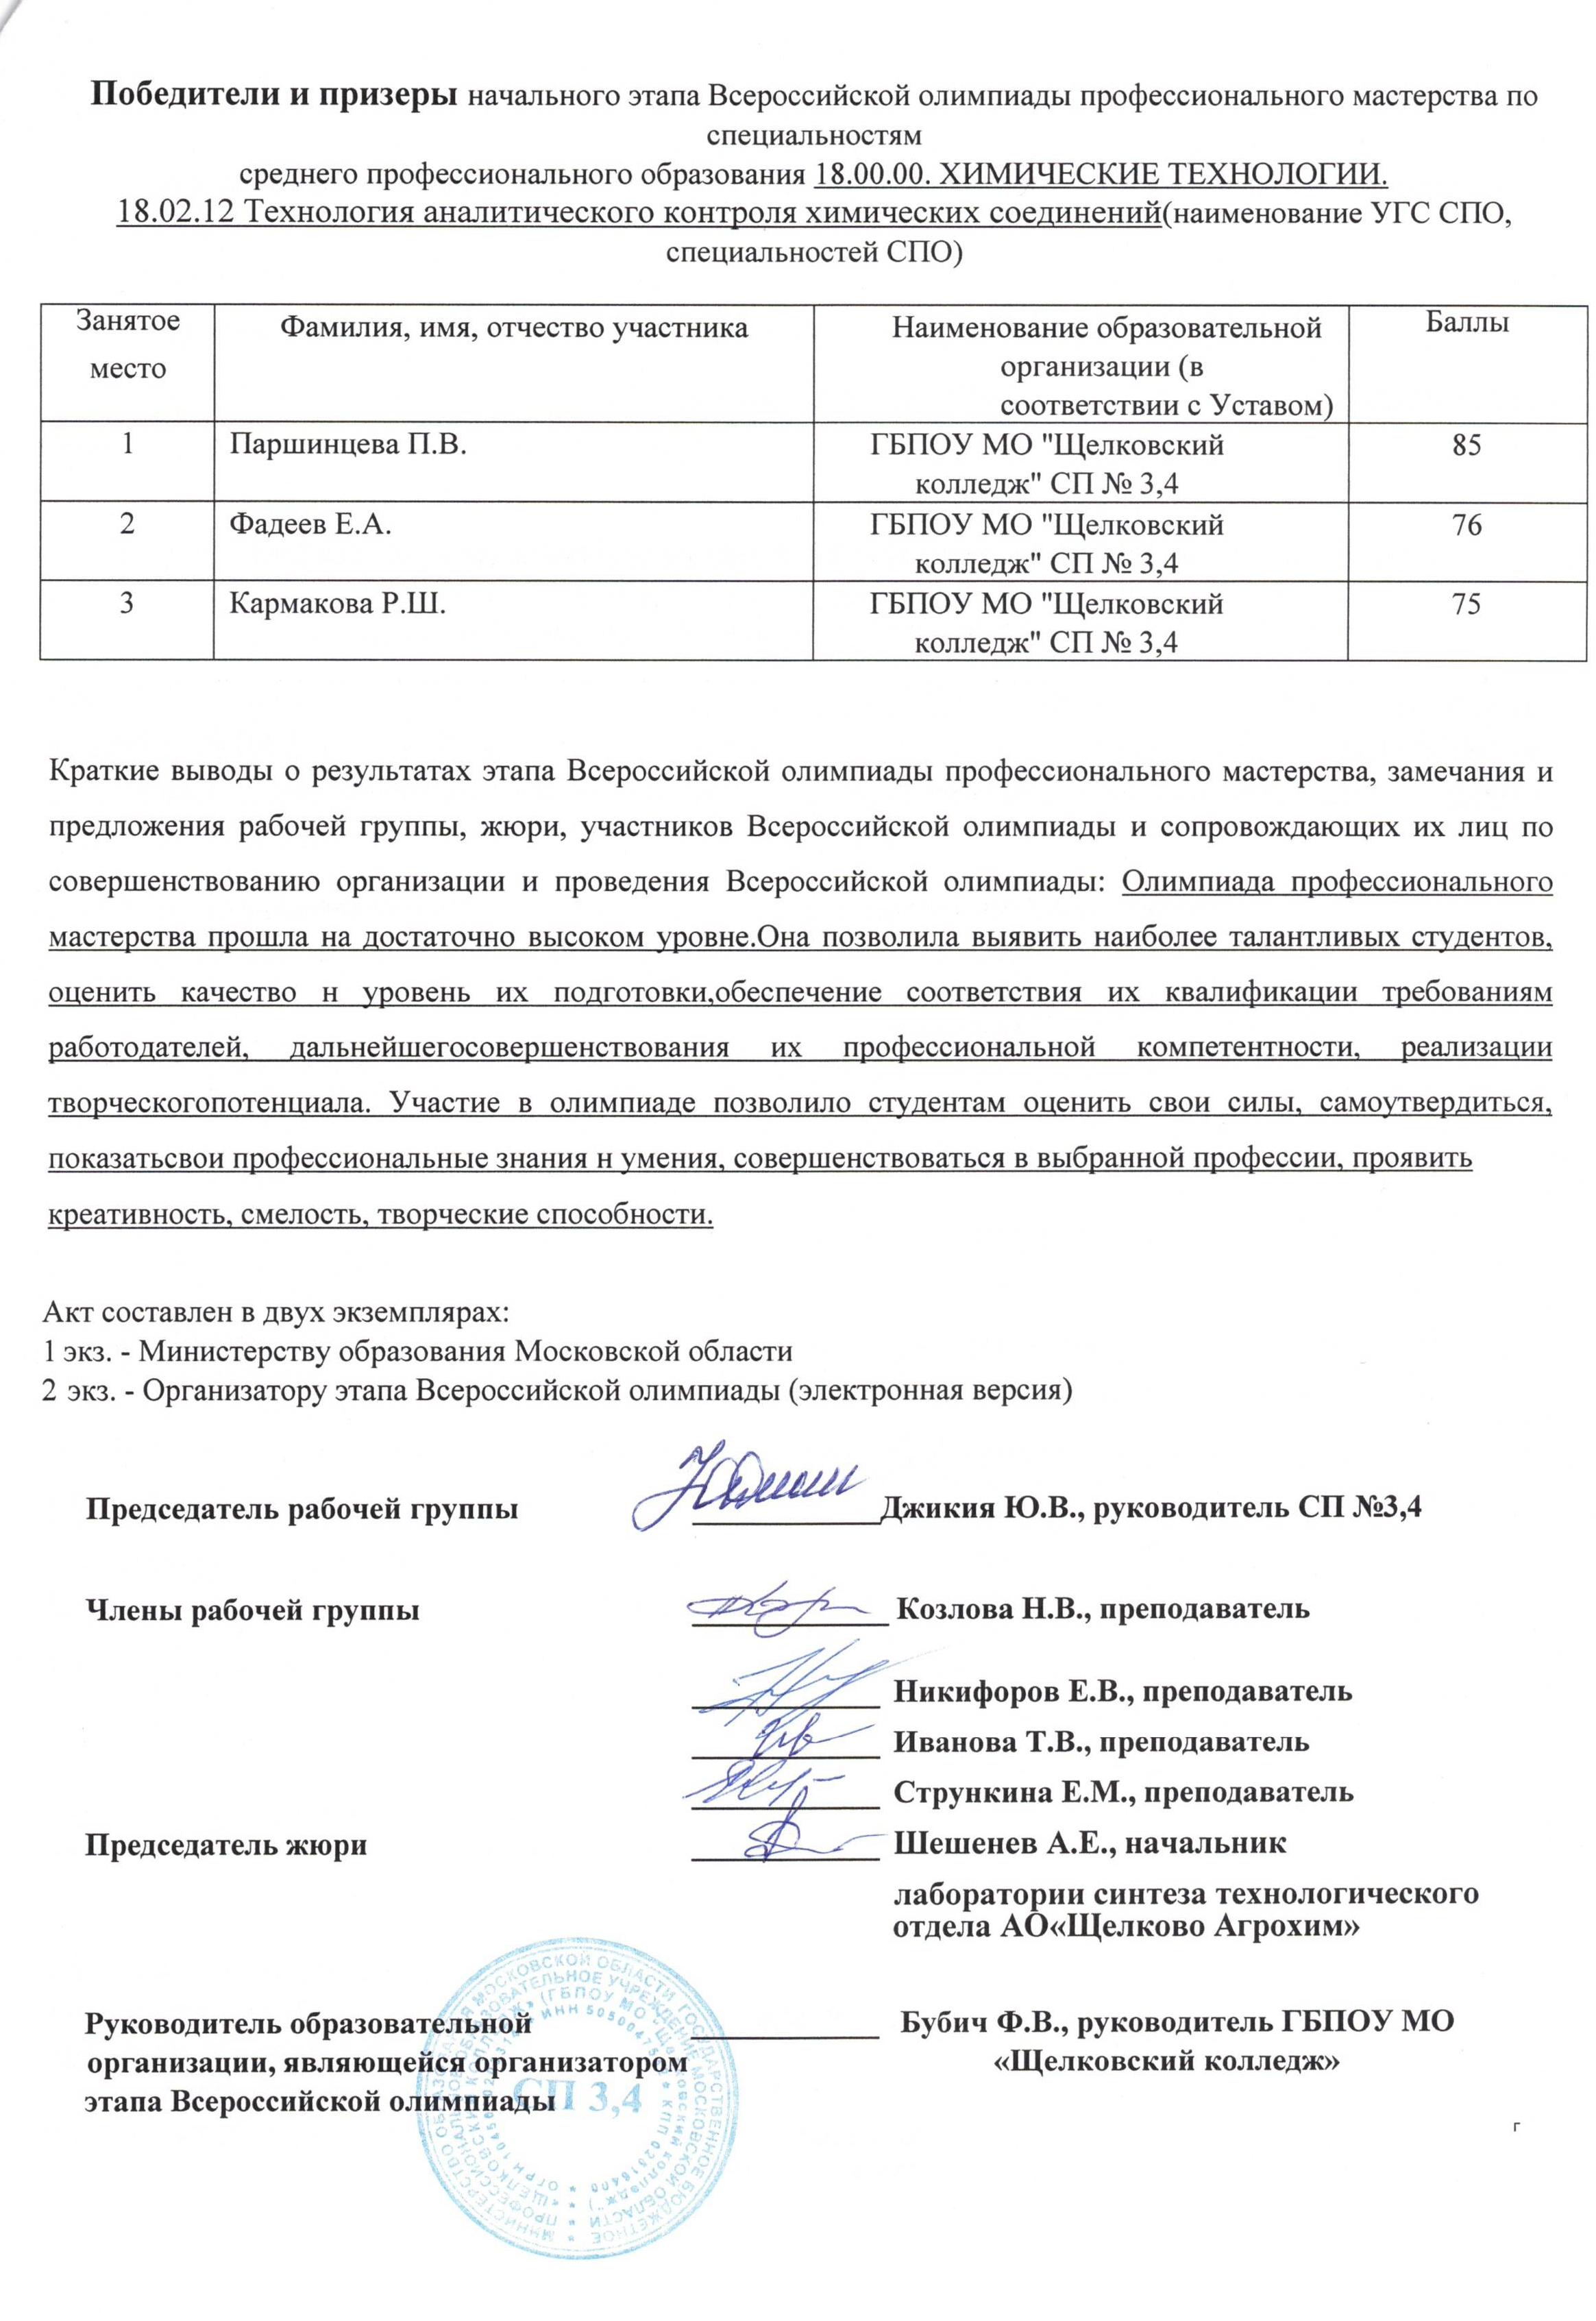 Победители и призеры начального этапа Всероссийской олимпиады профессионального мастерства по
специальностям
среднего профессионального образования 18.00.00. ХИМИЧЕСКИЕ ТЕХНОЛОГИИ.
18.02.12 Технология аналитического контроля химических соединений(наименование УГС СПО,
специальностей СПО)
Занятое место
Фамилия, имя, отчество участника
Наименование образовательной
организации (в
соответствии с Уставом)
Баллы
1 Паршинцева П.В. ГБПОУ МО "Щелковский 85
колледж" СП № 3,4
2 Фадеев Е.А. ГБПОУ МО "Щелковский 76
колледж" СП № 3,4
3 Кармакова Р.Ш. ГБПОУ МО "Щелковский 75
колледж" СП № 3,4
Краткие выводы о результатах этапа Всероссийской олимпиады профессионального мастерства, замечания и
предложения рабочей группы, жюри, участников Всероссийской олимпиады и сопровождающих их лиц по
совершенствованию организации и проведения Всероссийской олимпиады: Олимпиада профессионального
мастерства прошла на достаточно высоком уровне.Она позволила выявить наиболее талантливых студентов,
оценить качество н уровень их подготовки,обеспечение соответствия их квалификации требованиям
работодателей, дальнейшегосовершенствования их профессиональной компетентности, реализации
творческогопотенциала. Участие в олимпиаде позволило студентам оценить свои силы, самоутвердиться,
показатьсвои профессиональные знания н умения, совершенствоваться в выбранной профессии, проявить
креативность, смелость, творческие способности.
Акт составлен в двух экземплярах:
1 экз. - Министерству образования Московской области
2 экз. - Организатору этапа Всероссийской олимпиады (электронная версия)
Председатель рабочей группы Джикия Ю.В., руководитель СП №3,4
Члены рабочей группы Козлова Н.В., преподаватель
Никифоров Е.В., преподаватель
Иванова Т.В., преподаватель
Стрункина Е.М., преподаватель
Председатель жюри Шешенев А.Е., начальник
лаборатории синтеза технологического
отдела АО«Щелково Агрохим»
Руководитель образовательной Бубич Ф.В., руководитель ГБПОУ МО
организации, являющейся организатором «Щелковский колледж»
этапа Всероссийской олимпиады
СП 3,4
г